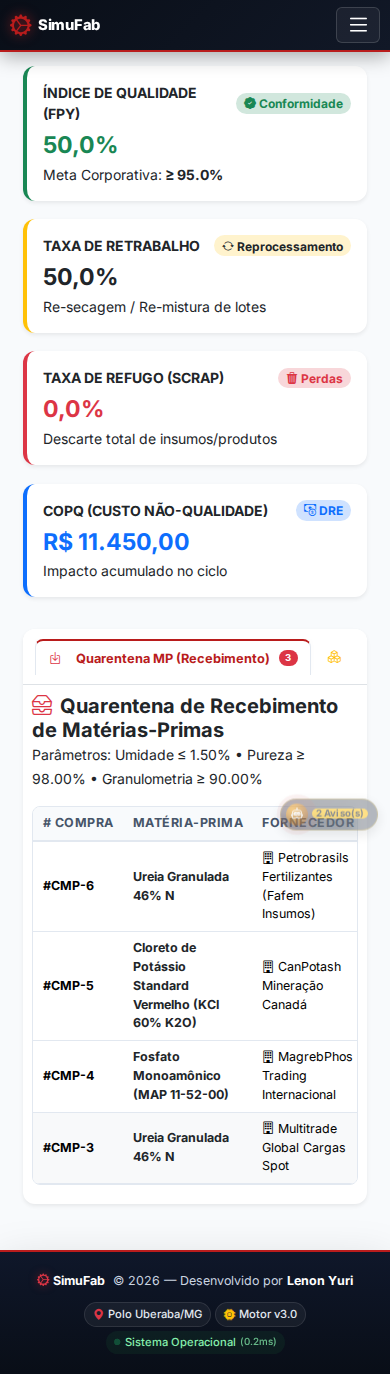 SimuFab
ÍNDICE DE QUALIDADE
(FPY)
Conformidade
50,0%
Meta Corporativa: ≥ 95.0%
TAXA DE RETRABALHO
Reprocessamento
50,0%
Re-secagem / Re-mistura de lotes
TAXA DE REFUGO (SCRAP)
Perdas
0,0%
Descarte total de insumos/produtos
COPQ (CUSTO NÃO-QUALIDADE)
DRE
R$ 11.450,00
Impacto acumulado no ciclo
Quarentena MP (Recebimento) 3
Quarentena de Recebimento
de Matérias-Primas
Parâmetros: Umidade ≤ 1.50% • Pureza ≥
98.00% • Granulometria ≥ 90.00%
2 Aviso(s)
# COMPRA MATÉRIA-PRIMA FORNECEDOR
#CMP-6
Ureia Granulada
46% N
Petrobrasils
Fertilizantes
(Fafem
Insumos)
#CMP-5
Cloreto de
Potássio
Standard
Vermelho (KCl
60% K2O)
CanPotash
Mineração
Canadá
#CMP-4
Fosfato
Monoamônico
(MAP 11-52-00)
MagrebPhos
Trading
Internacional
#CMP-3
Ureia Granulada
46% N
Multitrade
Global Cargas
Spot
SimuFab © 2026 — Desenvolvido por Lenon Yuri
Polo Uberaba/MG Motor v3.0
Sistema Operacional (0.2ms)